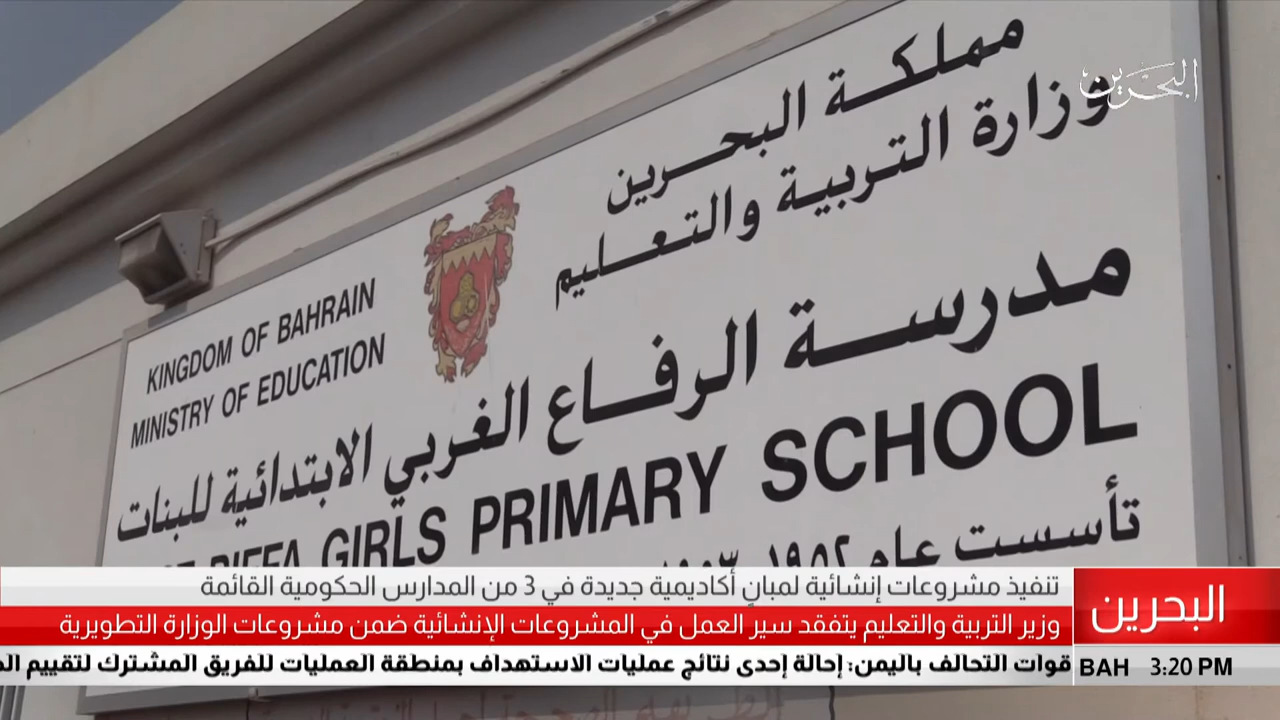 البحرين
مملكة البحرين
وزارة التربية والتعليم
KINGDOM OF BAHRAIN
MINISTRY OF EDUCATION
مدرسة الرفاع الغربي الابتدائية للبنات
RIFFA GIRLS PRIMARY SCHOOL
تأسست عام ١٩٥٢
تنفيذ مشروعات إنشائية لمبانٍ أكاديمية جديدة في 3 من المدارس الحكومية القائمة
البحرين
وزير التربية والتعليم يتفقد سير العمل في المشروعات الإنشائية ضمن مشروعات الوزارة التطويرية
قوات التحالف باليمن: إحالة إحدى نتائج عمليات الاستهداف بمنطقة العمليات للفريق المشترك لتقييم
BAH 3:20 PM